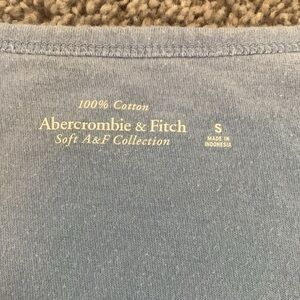 100% Cotton
Abercrombie & Fitch
Soft A&F Collection
S
MADE IN
INDONESIA